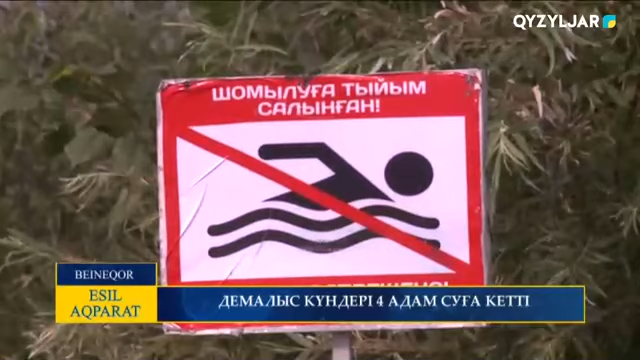 QYZYLJAR
ШОМЫЛУҒА ТЫЙЫМ
САЛЫНҒАН!
BEINEQOR
ESIL
AQPARAT
ДЕМАЛЫС КҮНДЕРІ 4 АДАМ СУҒА КЕТТІ